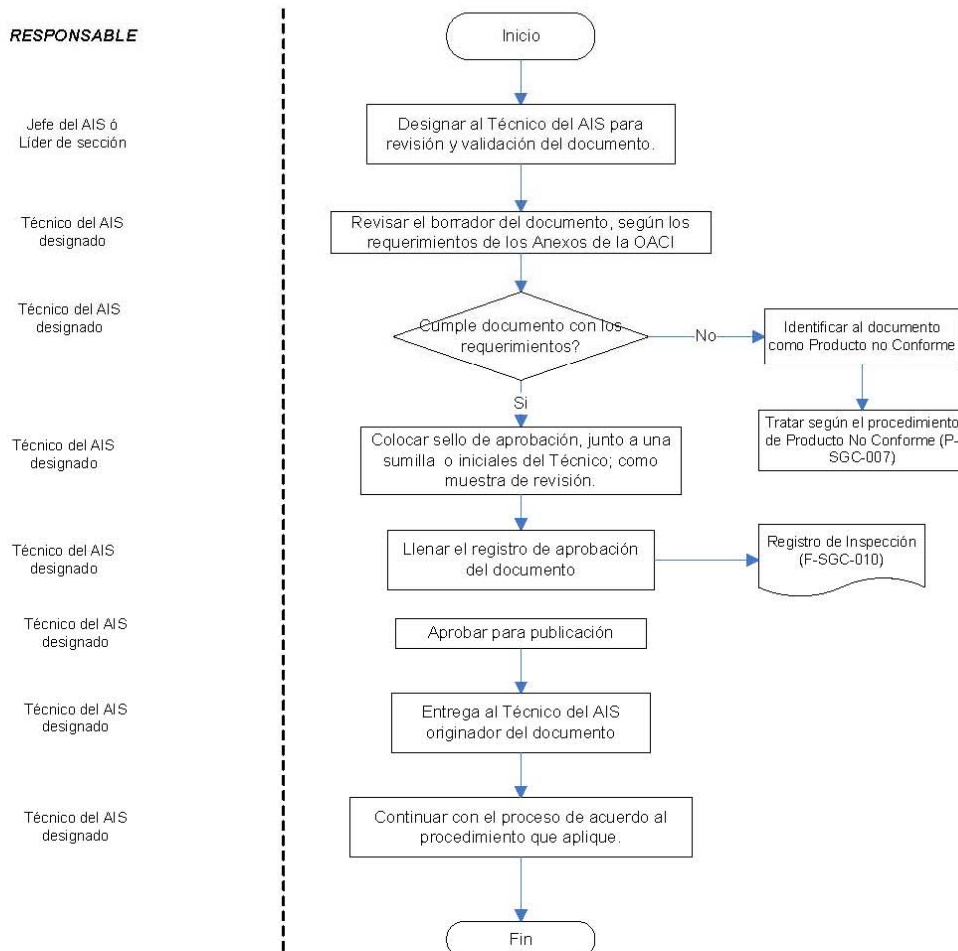 RESPONSABLE
Inicio
Jefe del AIS ó
Líder de sección
Designar al Técnico del AIS para
revisión y validación del documento.
Técnico del AIS
designado
Revisar el borrador del documento, según los
requerimientos de los Anexos de la OACI
Técnico del AIS
designado
Cumple documento con los
requerimientos?
No
Identificar al documento
como Producto no Conforme
Si
Tratar según el procedimiento
de Producto No Conforme (P-
SGC-007)
Técnico del AIS
designado
Colocar sello de aprobación, junto a una
sumilla o iniciales del Técnico; como
muestra de revisión.
Técnico del AIS
designado
Llenar el registro de aprobación
del documento
Registro de Inspección
(F-SGC-010)
Técnico del AIS
designado
Aprobar para publicación
Técnico del AIS
designado
Entrega al Técnico del AIS
originador del documento
Técnico del AIS
designado
Continuar con el proceso de acuerdo al
procedimiento que aplique.
Fin